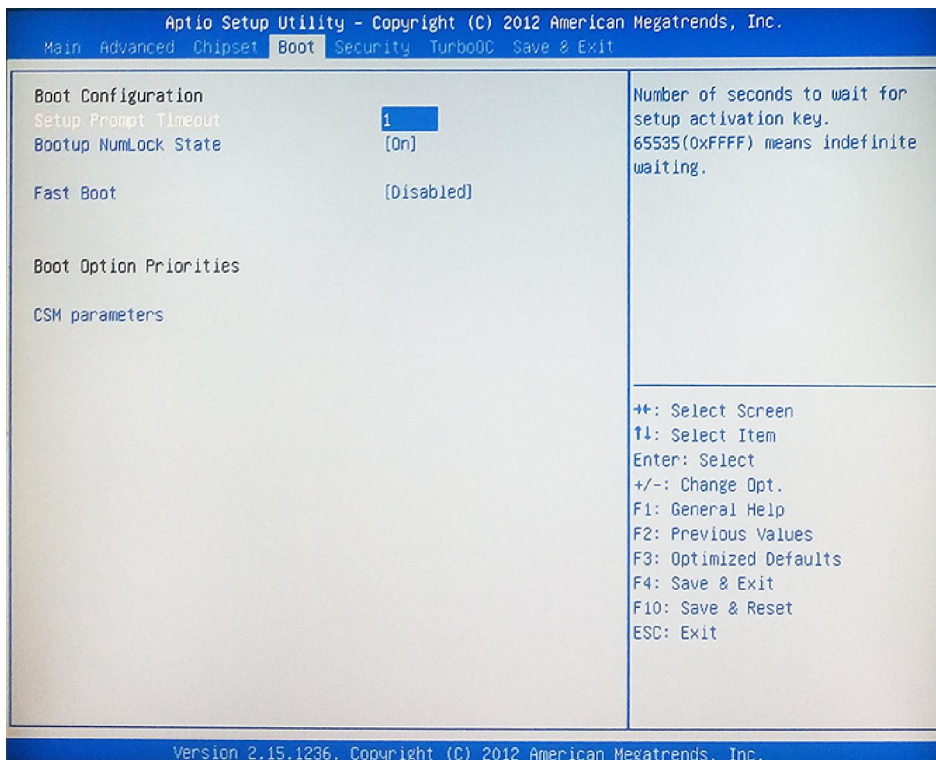 Aptio Setup Utility - Copyright (C) 2012 American Megatrends, Inc.
Main Advanced Chipset Boot Security TurboOC Save & Exit
Boot Configuration
Setup Prompt Timeout 1
Bootup NumLock State [On]
Fast Boot [Disabled]
Boot Option Priorities
CSM parameters
Number of seconds to wait for
setup activation key.
65535(0xFFFF) means indefinite
waiting.
→←: Select Screen
↑↓: Select Item
Enter: Select
+/-: Change Opt.
F1: General Help
F2: Previous Values
F3: Optimized Defaults
F4: Save & Exit
F10: Save & Reset
ESC: Exit
Version 2.15.1236. Copyright (C) 2012 American Megatrends, Inc.